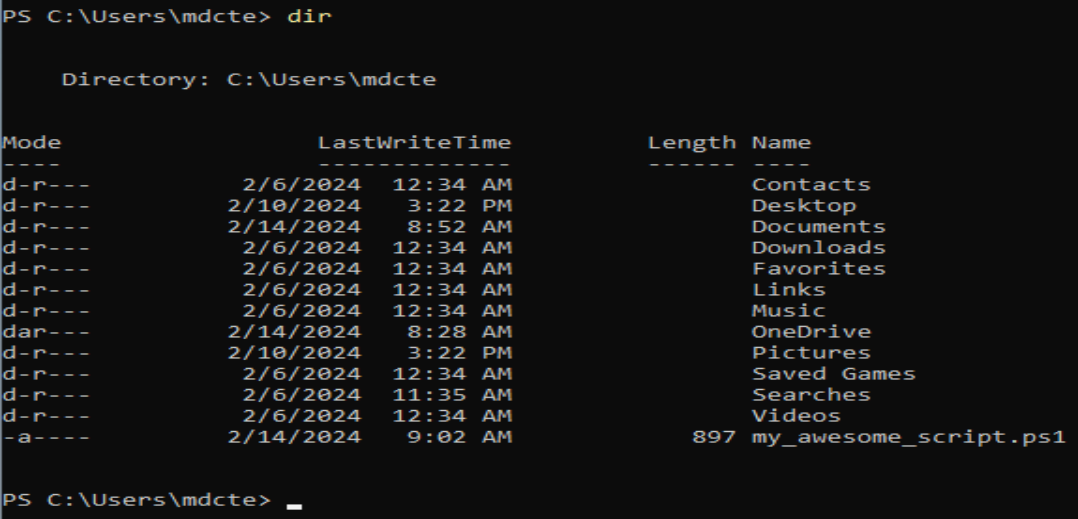 PS C:\Users\mdcte> dir
Directory: C:\Users\mdcte
Mode                 LastWriteTime         Length Name
----                 -------------         ------ ----
d-r---          2/6/2024  12:34 AM                Contacts
d-r---         2/10/2024   3:22 PM                Desktop
d-r---         2/14/2024   8:52 AM                Documents
d-r---          2/6/2024  12:34 AM                Downloads
d-r---          2/6/2024  12:34 AM                Favorites
d-r---          2/6/2024  12:34 AM                Links
d-r---          2/6/2024  12:34 AM                Music
dar---         2/14/2024   8:28 AM                OneDrive
d-r---         2/10/2024   3:22 PM                Pictures
d-r---          2/6/2024  12:34 AM                Saved Games
d-r---          2/6/2024  11:35 AM                Searches
d-r---          2/6/2024  12:34 AM                Videos
-a----         2/14/2024   9:02 AM            897 my_awesome_script.ps1
PS C:\Users\mdcte>